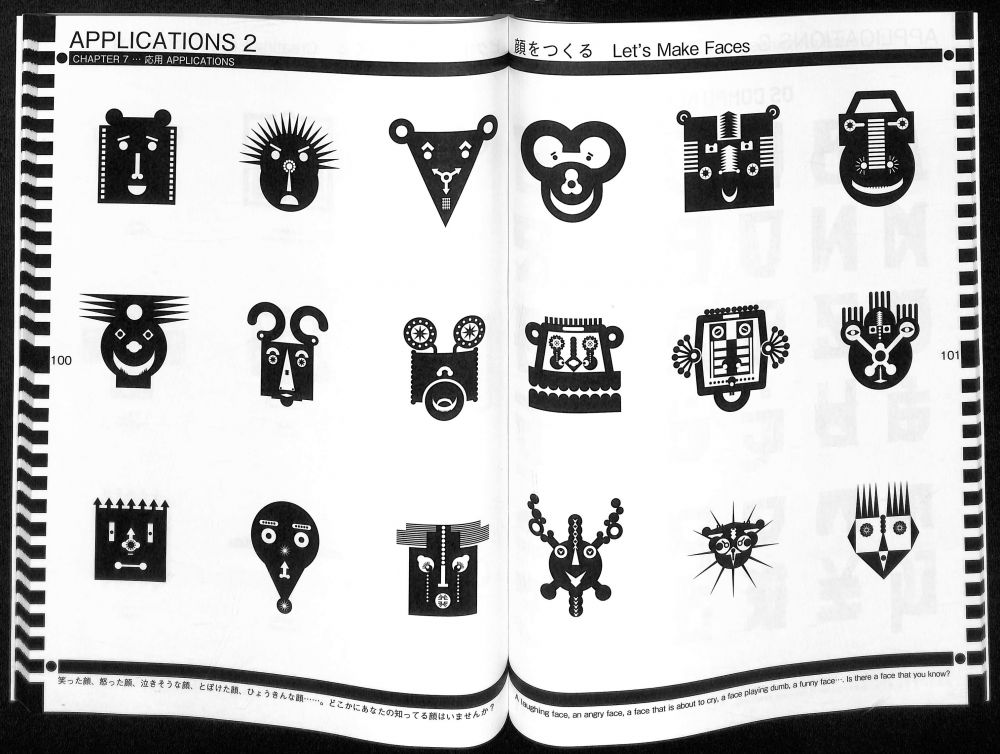 APPLICATIONS 2
CHAPTER 7 … 応用 APPLICATIONS
顔をつくる Let's Make Faces
100
101
笑った顔、怒った顔、泣きそうな顔、とぼけた顔、ひょうきんな顔……。どこかにあなたの知ってる顔はいませんか?
A laughing face, an angry face, a face that is about to cry, a face playing dumb, a funny face…. Is there a face that you know?